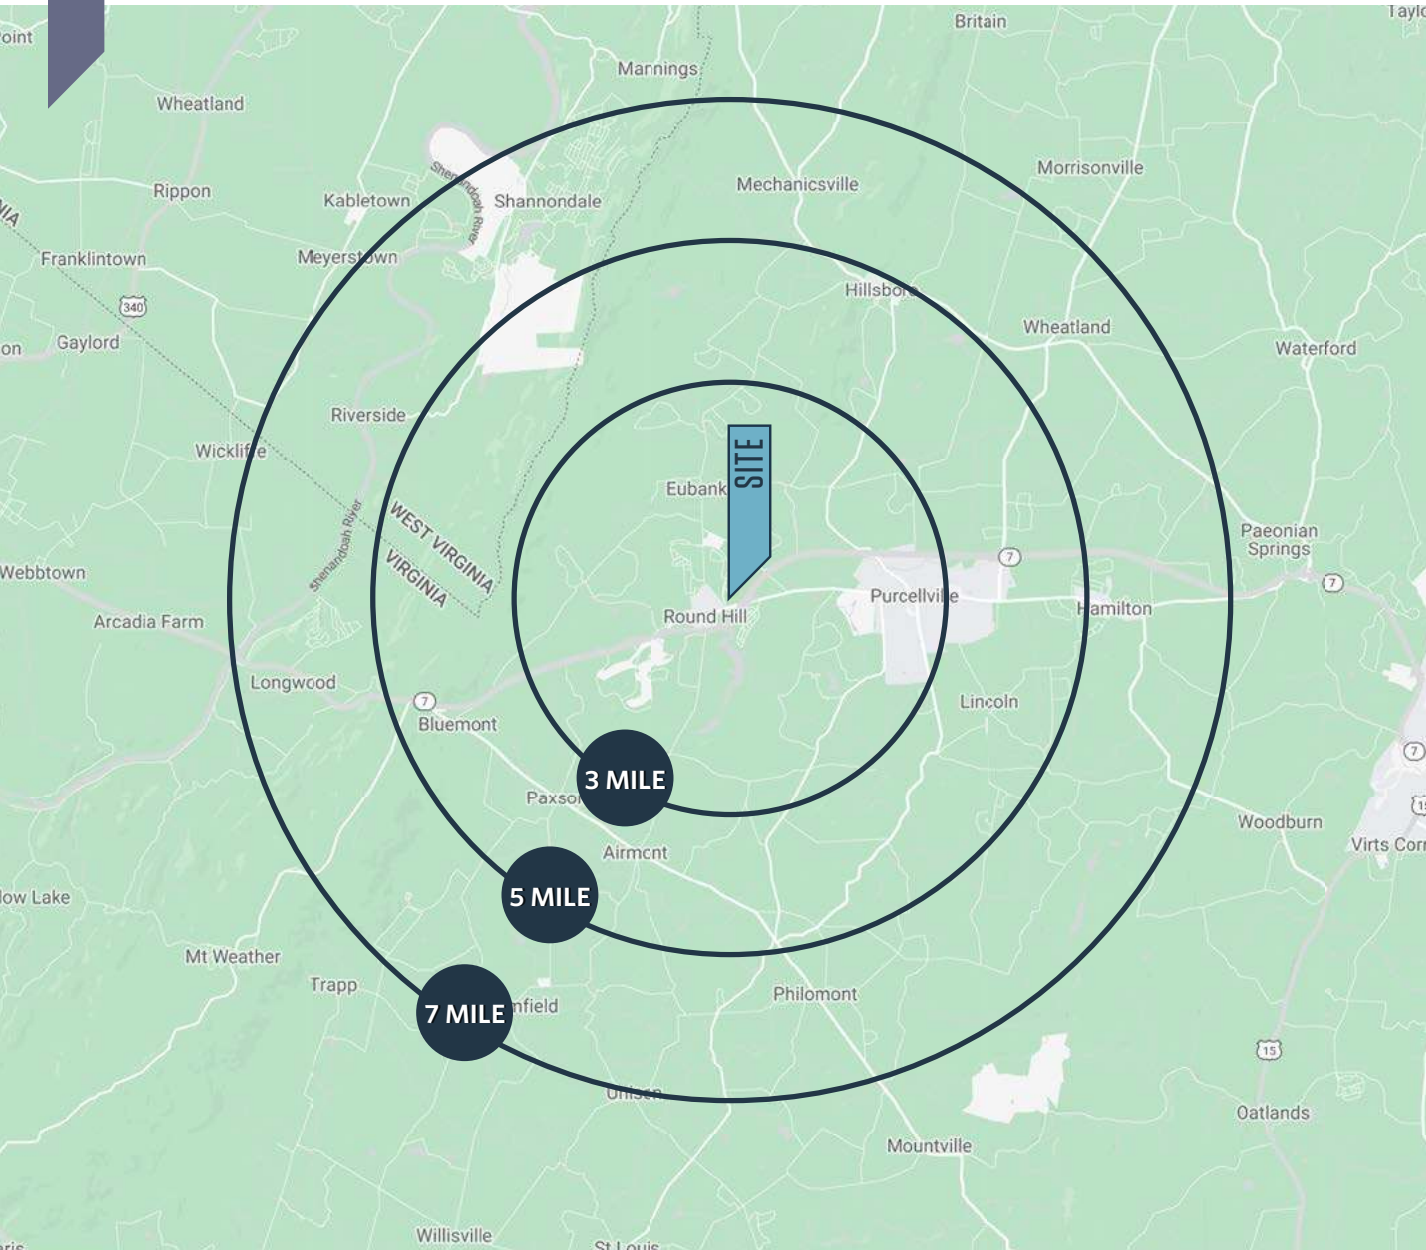 Britain
Mannings
Wheatland
Mechanicsville
Morrisonville
Rippon
Kabletown
Shenandoah River
Shannondale
Franklintown
Meyerstown
Hillsboro
340
Gaylord
Wheatland
Waterford
Riverside
Wickliffe
SITE
WEST VIRGINIA
VIRGINIA
Shenandoah River
Paeonian
Springs
7
7
Webbtown
Purcellville
Hamilton
Round Hill
Arcadia Farm
Longwood
7
Bluemont
Lincoln
7
3 MILE
Woodburn
Airmont
5 MILE
Mt Weather
Trapp
Philomont
7 MILE
15
Unison
Oatlands
Mountville
Willisville
St Louis